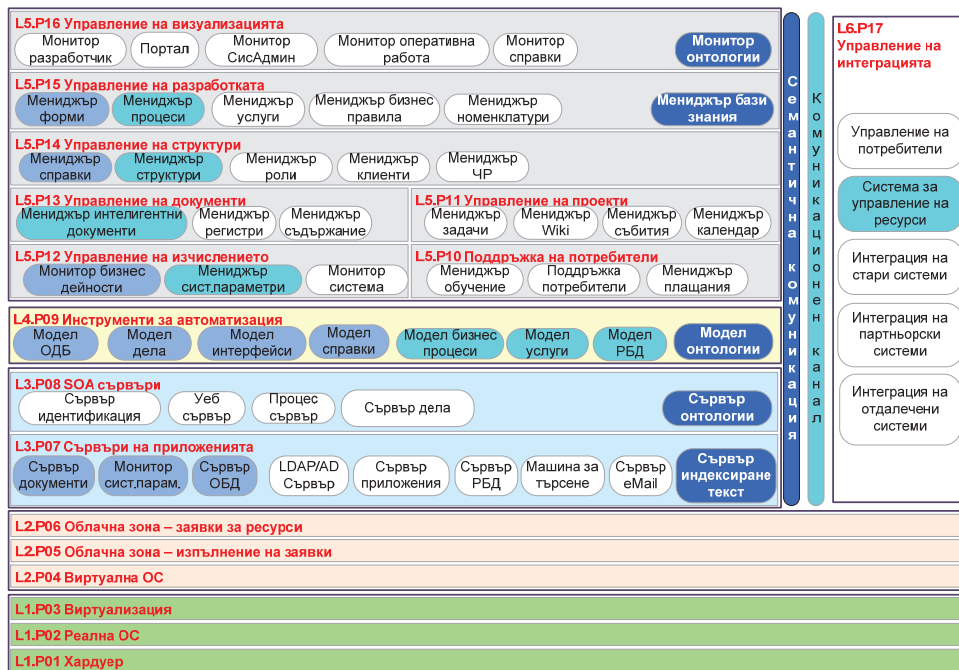 L5.P16 Управление на визуализацията
Монитор
разработчик
Портал
Монитор
СисАдмин
Монитор оперативна
работа
Монитор
справки
Монитор
онтологии
L5.P15 Управление на разработката
Мениджър
форми
Мениджър
процеси
Мениджър
услуги
Мениджър бизнес
правила
Мениджър
номенклатури
Мениджър бази
знания
L5.P14 Управление на структури
Мениджър
справки
Мениджър
структури
Мениджър
роли
Мениджър
клиенти
Мениджър
ЧР
L5.P13 Управление на документи
Мениджър интелигентни
документи
Мениджър
регистри
Мениджър
съдържание
L5.P11 Управление на проекти
Мениджър
задачи
Мениджър
Wiki
Мениджър
събития
Мениджър
календар
L5.P12 Управление на изчислението
Монитор бизнес
дейности
Мениджър
сист.параметри
Монитор
система
L5.P10 Поддръжка на потребители
Мениджър
обучение
Поддръжка
потребители
Мениджър
плащания
L4.P09 Инструменти за автоматизация
Модел
ОДБ
Модел
дела
Модел
интерфейси
Модел
справки
Модел бизнес
процеси
Модел
услуги
Модел
РБД
Модел
онтологии
L3.P08 SOA сървъри
Сървър
идентификация
Уеб
сървър
Процес
сървър
Сървър дела
Сървър
онтологии
L3.P07 Сървъри на приложенията
Сървър
документи
Монитор
сист.парам.
Сървър
ОБД
LDAP/AD
Сървър
Сървър
приложения
Сървър
РБД
Машина за
търсене
Сървър
eMail
Сървър
индексиране
текст
Семантична комуникация
Комуникационен канал
L6.P17
Управление на
интеграцията
Управление на
потребители
Система за
управление на
ресурси
Интеграция на
стари системи
Интеграция на
партньорски
системи
Интеграция на
отдалечени
системи
L2.P06 Облачна зона – заявки за ресурси
L2.P05 Облачна зона – изпълнение на заявки
L2.P04 Виртуална ОС
L1.P03 Виртуализация
L1.P02 Реална ОС
L1.P01 Хардуер